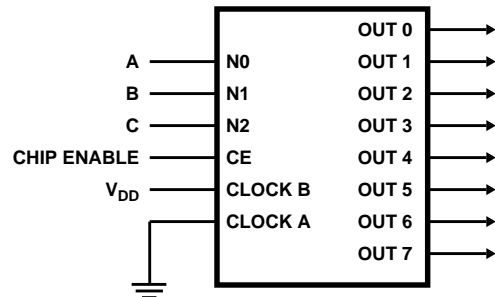 OUT 0
A N0 OUT 1
B N1 OUT 2
C N2 OUT 3
CHIP ENABLE CE OUT 4
VDD CLOCK B OUT 5
CLOCK A OUT 6
OUT 7